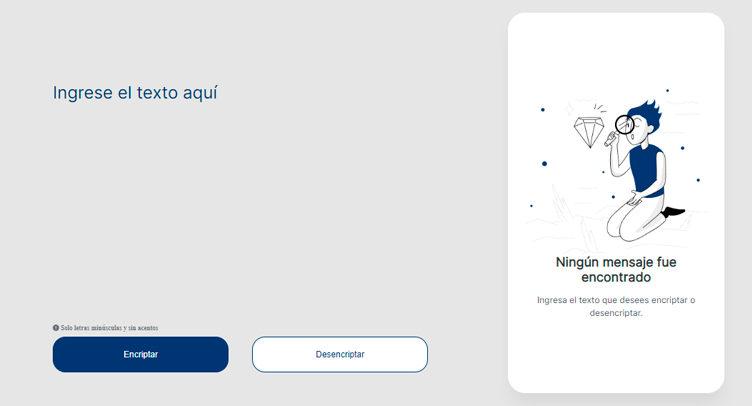 Ingrese el texto aquí
Solo letras minúsculas y sin acentos
Encriptar
Desencriptar
Ningún mensaje fue
encontrado
Ingresa el texto que desees encriptar o
desencriptar.